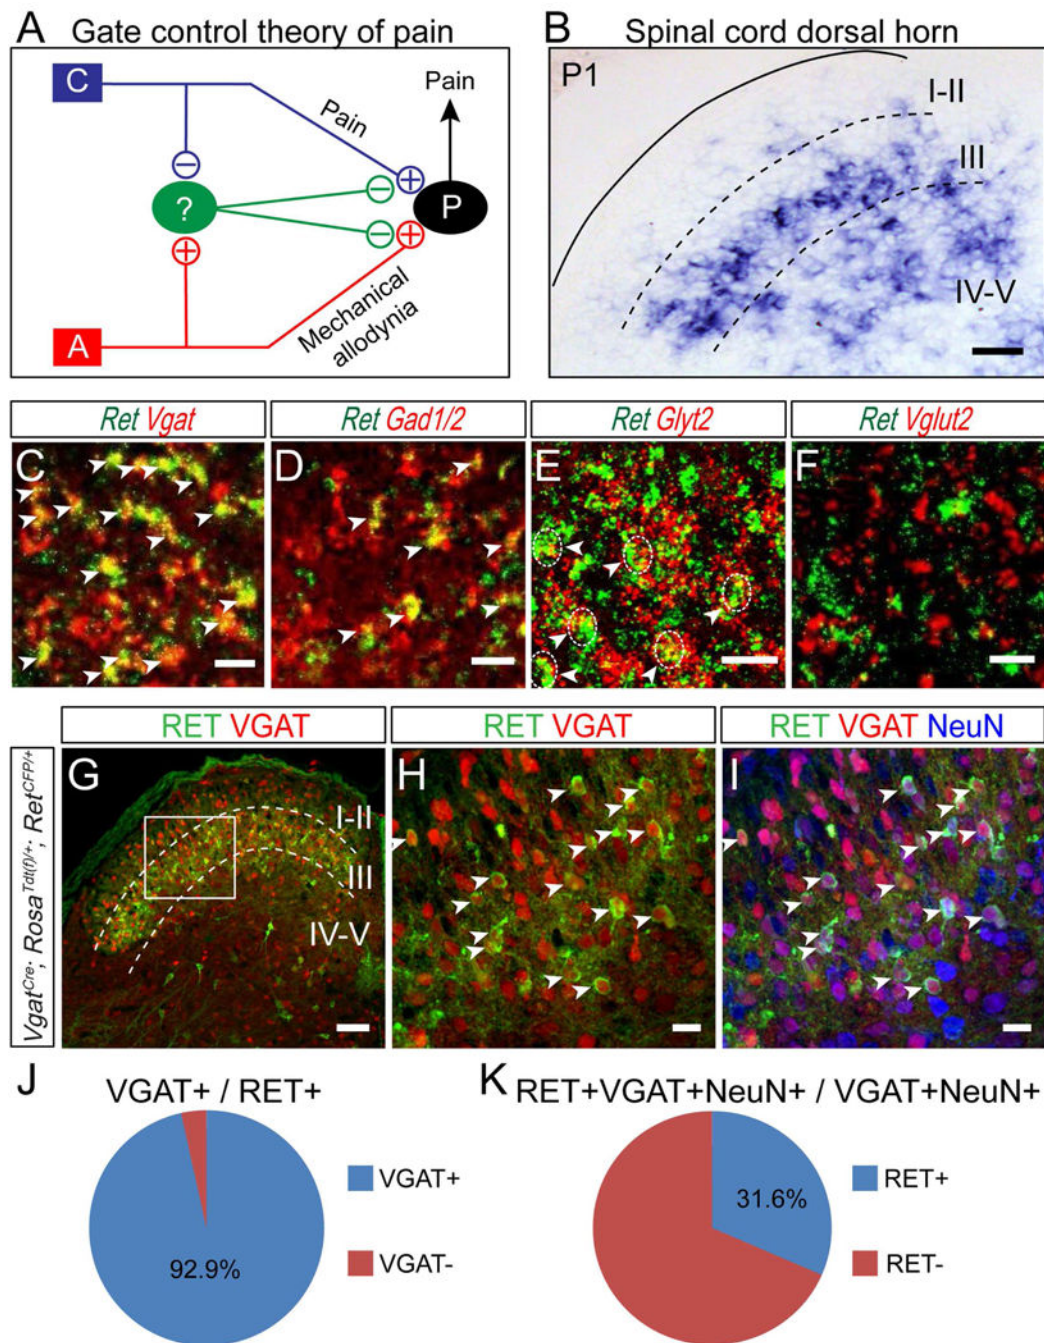 A Gate control theory of pain
C
Pain
Pain
−
−
+
?
P
−
+
+
Mechanical
allodynia
A
B Spinal cord dorsal horn
P1
I-II
III
IV-V
Ret Vgat
Ret Gad1/2
Ret Glyt2
Ret Vglut2
C
D
E
F
Vgat^Cre; Rosa^Tdt(f)/+; Ret^CFP/+
RET VGAT
RET VGAT
RET VGAT NeuN
G
I-II
III
IV-V
H
I
J
VGAT+ / RET+
92.9%
VGAT+
VGAT-
K
RET+VGAT+NeuN+ / VGAT+NeuN+
31.6%
RET+
RET-